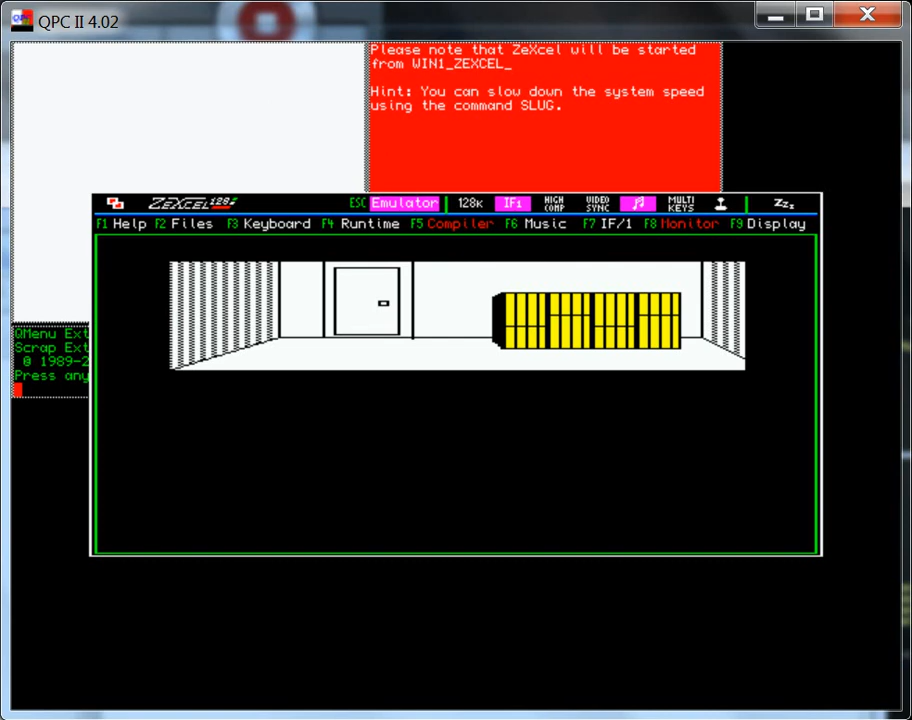 QPC II 4.02
Please note that ZeXcel will be started
from WIN1_ZEXCEL_
Hint: You can slow down the system speed
using the command SLUG.
ZEXCEL128
ESC Emulator 128K IF1 HIGH COMP VIDEO SYNC MULTI KEYS Zzz
F1 Help F2 Files F3 Keyboard F4 Runtime F5 Compiler F6 Music F7 IF/1 F8 Monitor F9 Display
QMenu Ext
Scrap Ext
@ 1989-2
Press any